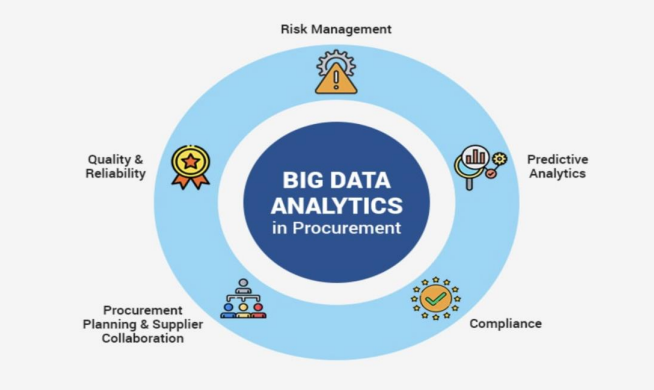 Risk Management
Quality &
Reliability
Predictive
Analytics
BIG DATA
ANALYTICS
in Procurement
Procurement
Planning & Supplier
Collaboration
Compliance